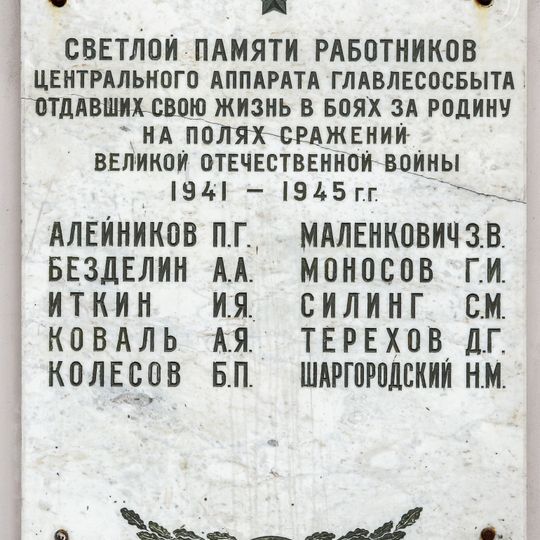 СВЕТЛОЙ ПАМЯТИ РАБОТНИКОВ
ЦЕНТРАЛЬНОГО АППАРАТА ГЛАВЛЕСОСБЫТА
ОТДАВШИХ СВОЮ ЖИЗНЬ В БОЯХ ЗА РОДИНУ
НА ПОЛЯХ СРАЖЕНИЙ
ВЕЛИКОЙ ОТЕЧЕСТВЕННОЙ ВОЙНЫ
1941 – 1945 г.г.
АЛЕЙНИКОВ П.Г.
БЕЗДЕЛИН А.А.
ИТКИН И.Я.
КОВАЛЬ А.Я.
КОЛЕСОВ Б.П.
МАЛЕНКОВИЧ З.В.
МОНОСОВ Г.И.
СИЛИНГ С.М.
ТЕРЕХОВ Д.Г.
ШАРГОРОДСКИЙ Н.М.